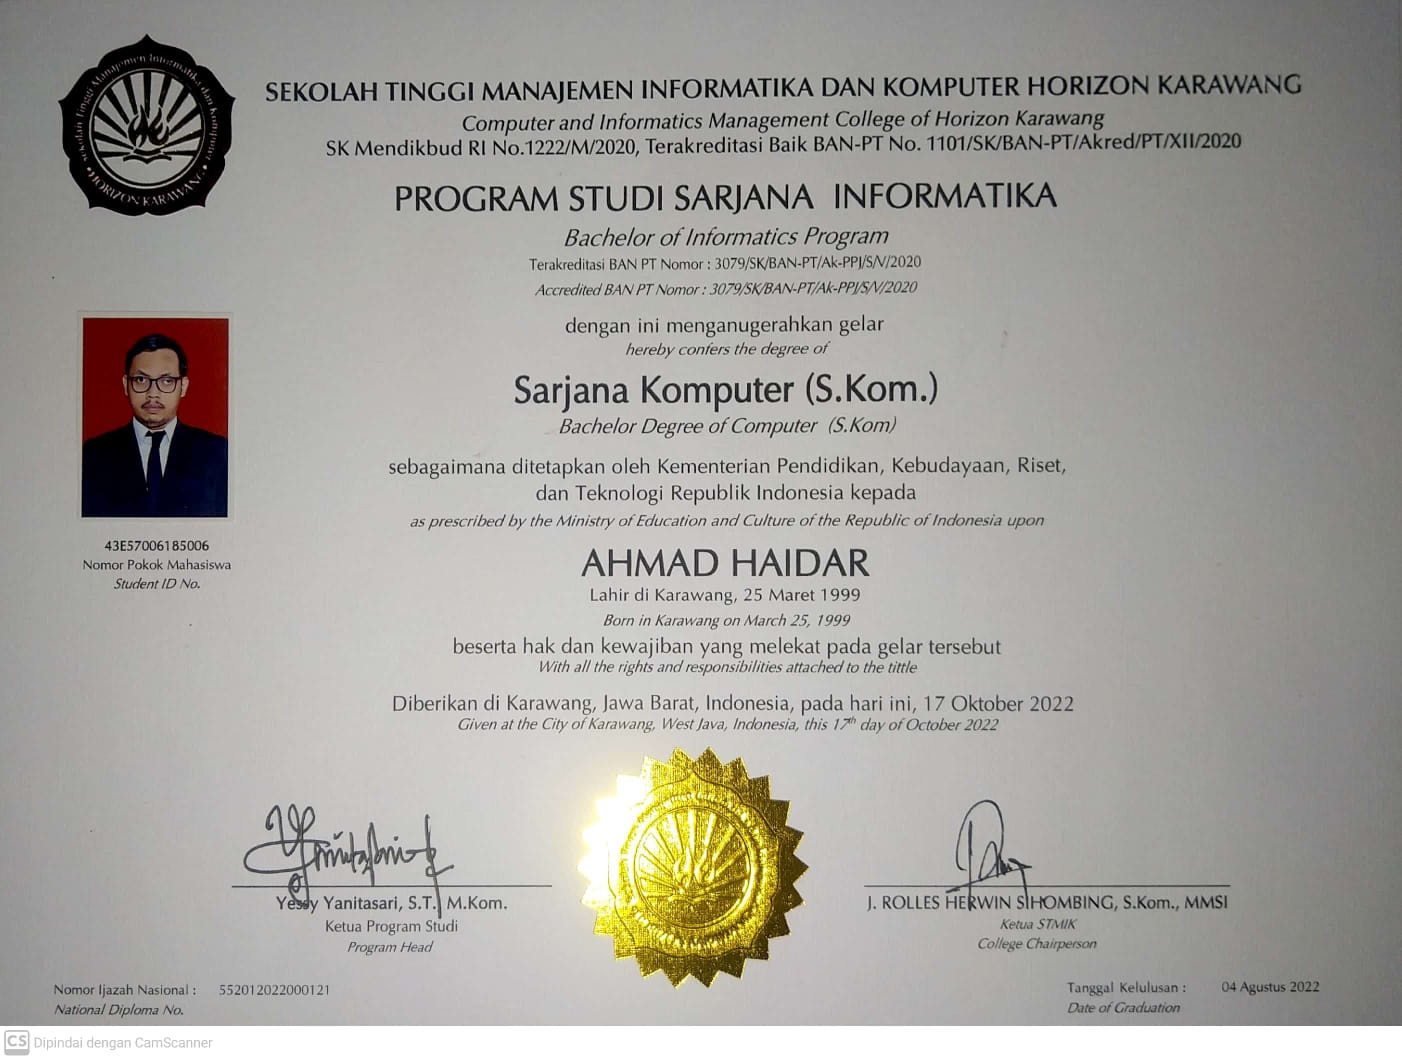 Sekolah Tinggi Manajemen Informatika dan Komputer
• HORIZON KARAWANG •
SEKOLAH TINGGI MANAJEMEN INFORMATIKA DAN KOMPUTER HORIZON KARAWANG
Computer and Informatics Management College of Horizon Karawang
SK Mendikbud RI No.1222/M/2020, Terakreditasi Baik BAN-PT No. 1101/SK/BAN-PT/Akred/PT/XII/2020
PROGRAM STUDI SARJANA INFORMATIKA
Bachelor of Informatics Program
Terakreditasi BAN PT Nomor : 3079/SK/BAN-PT/Ak-PPJ/S/V/2020
Accredited BAN PT Nomor : 3079/SK/BAN-PT/Ak-PPJ/S/V/2020
dengan ini menganugerahkan gelar
hereby confers the degree of
Sarjana Komputer (S.Kom.)
Bachelor Degree of Computer (S.Kom)
sebagaimana ditetapkan oleh Kementerian Pendidikan, Kebudayaan, Riset,
dan Teknologi Republik Indonesia kepada
as prescribed by the Ministry of Education and Culture of the Republic of Indonesia upon
43E57006185006
Nomor Pokok Mahasiswa
Student ID No.
AHMAD HAIDAR
Lahir di Karawang, 25 Maret 1999
Born in Karawang on March 25, 1999
beserta hak dan kewajiban yang melekat pada gelar tersebut
With all the rights and responsibilities attached to the tittle
Diberikan di Karawang, Jawa Barat, Indonesia, pada hari ini, 17 Oktober 2022
Given at the City of Karawang, West Java, Indonesia, this 17th day of October 2022
Yessy Yanitasari, S.T., M.Kom.
Ketua Program Studi
Program Head
J. ROLLES HERWIN SIHOMBING, S.Kom., MMSI
Ketua STMIK
College Chairperson
Nomor Ijazah Nasional : 552012022000121
National Diploma No.
Tanggal Kelulusan : 04 Agustus 2022
Date of Graduation
CS Dipindai dengan CamScanner